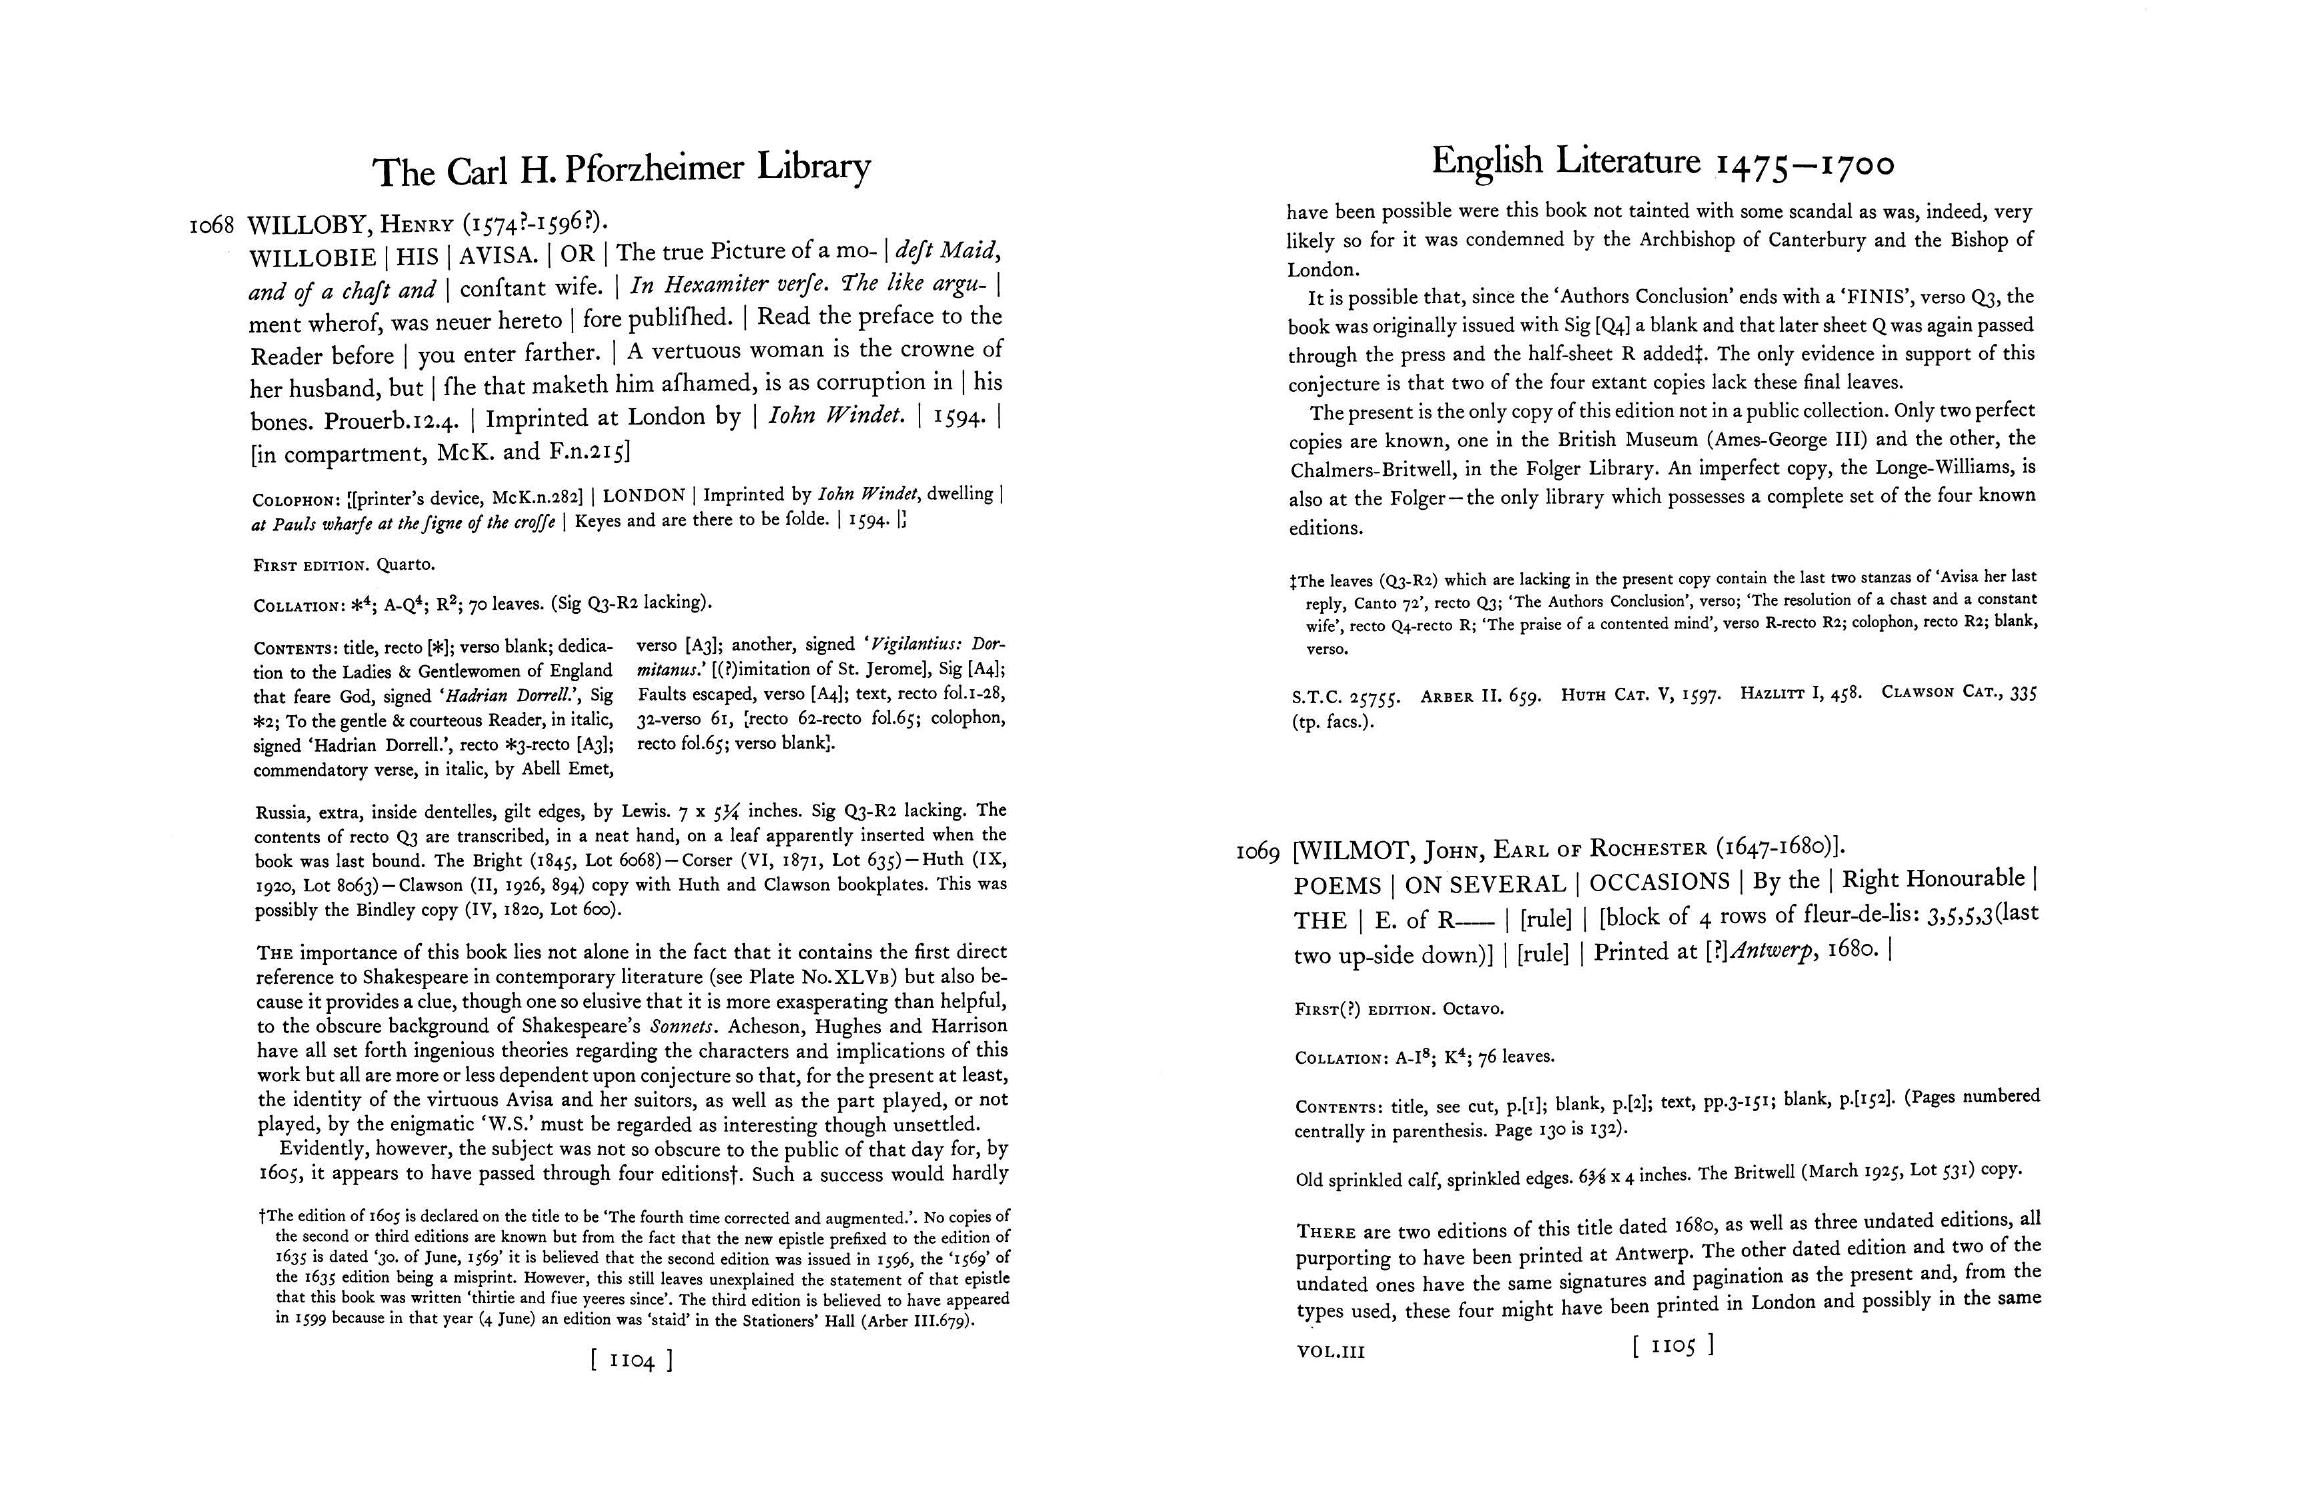 The Carl H. Pforzheimer Library
1068 WILLOBY, HENRY (1574?-1596?).
WILLOBIE | HIS | AVISA. | OR | The true Picture of a mo- | deſt Maid,
and of a chaſt and | conſtant wife. | In Hexamiter verſe. The like argu- |
ment wherof, was neuer hereto | fore publiſhed. | Read the preface to the
Reader before | you enter farther. | A vertuous woman is the crowne of
her husband, but | ſhe that maketh him aſhamed, is as corruption in | his
bones. Prouerb.12.4. | Imprinted at London by | Iohn Windet. | 1594. |
[in compartment, McK. and F.n.215]
COLOPHON: {[printer's device, McK.n.282] | LONDON | Imprinted by Iohn Windet, dwelling |
at Pauls wharfe at the ſigne of the croſſe | Keyes and are there to be ſolde. | 1594. |}
FIRST EDITION. Quarto.
COLLATION: *⁴; A-Q⁴; R²; 70 leaves. (Sig Q3-R2 lacking).
CONTENTS: title, recto [*]; verso blank; dedica-
tion to the Ladies & Gentlewomen of England
that feare God, signed ‘Hadrian Dorrell.’, Sig
*2; To the gentle & courteous Reader, in italic,
signed ‘Hadrian Dorrell.’, recto *3-recto [A3];
commendatory verse, in italic, by Abell Emet,
verso [A3]; another, signed ‘Vigilantius: Dor-
mitanus.’ [(?)imitation of St. Jerome], Sig [A4];
Faults escaped, verso [A4]; text, recto fol.1-28,
32-verso 61, {recto 62-recto fol.65; colophon,
recto fol.65; verso blank}.
Russia, extra, inside dentelles, gilt edges, by Lewis. 7 x 5¼ inches. Sig Q3-R2 lacking. The
contents of recto Q3 are transcribed, in a neat hand, on a leaf apparently inserted when the
book was last bound. The Bright (1845, Lot 6068)—Corser (VI, 1871, Lot 635)—Huth (IX,
1920, Lot 8063)—Clawson (II, 1926, 894) copy with Huth and Clawson bookplates. This was
possibly the Bindley copy (IV, 1820, Lot 600).
THE importance of this book lies not alone in the fact that it contains the first direct
reference to Shakespeare in contemporary literature (see Plate No.XLVB) but also be-
cause it provides a clue, though one so elusive that it is more exasperating than helpful,
to the obscure background of Shakespeare's Sonnets. Acheson, Hughes and Harrison
have all set forth ingenious theories regarding the characters and implications of this
work but all are more or less dependent upon conjecture so that, for the present at least,
the identity of the virtuous Avisa and her suitors, as well as the part played, or not
played, by the enigmatic ‘W.S.’ must be regarded as interesting though unsettled.
Evidently, however, the subject was not so obscure to the public of that day for, by
1605, it appears to have passed through four editions†. Such a success would hardly
†The edition of 1605 is declared on the title to be ‘The fourth time corrected and augmented.’. No copies of
the second or third editions are known but from the fact that the new epistle prefixed to the edition of
1635 is dated ‘30. of June, 1569’ it is believed that the second edition was issued in 1596, the ‘1569’ of
the 1635 edition being a misprint. However, this still leaves unexplained the statement of that epistle
that this book was written ‘thirtie and fiue yeeres since’. The third edition is believed to have appeared
in 1599 because in that year (4 June) an edition was ‘staid’ in the Stationers' Hall (Arber III.679).
[ 1104 ]
English Literature 1475—1700
have been possible were this book not tainted with some scandal as was, indeed, very
likely so for it was condemned by the Archbishop of Canterbury and the Bishop of
London.
It is possible that, since the ‘Authors Conclusion’ ends with a ‘FINIS’, verso Q3, the
book was originally issued with Sig [Q4] a blank and that later sheet Q was again passed
through the press and the half-sheet R added‡. The only evidence in support of this
conjecture is that two of the four extant copies lack these final leaves.
The present is the only copy of this edition not in a public collection. Only two perfect
copies are known, one in the British Museum (Ames-George III) and the other, the
Chalmers-Britwell, in the Folger Library. An imperfect copy, the Longe-Williams, is
also at the Folger—the only library which possesses a complete set of the four known
editions.
‡The leaves (Q3-R2) which are lacking in the present copy contain the last two stanzas of ‘Avisa her last
reply, Canto 72’, recto Q3; ‘The Authors Conclusion’, verso; ‘The resolution of a chast and a constant
wife’, recto Q4-recto R; ‘The praise of a contented mind’, verso R-recto R2; colophon, recto R2; blank,
verso.
S.T.C. 25755. ARBER II. 659. HUTH CAT. V, 1597. HAZLITT I, 458. CLAWSON CAT., 335
(tp. facs.).
1069 [WILMOT, JOHN, EARL OF ROCHESTER (1647-1680)].
POEMS | ON SEVERAL | OCCASIONS | By the | Right Honourable |
THE | E. of R—— | [rule] | [block of 4 rows of fleur-de-lis: 3,5,5,3(last
two up-side down)] | [rule] | Printed at [?]Antwerp, 1680. |
FIRST(?) EDITION. Octavo.
COLLATION: A-I⁸; K⁴; 76 leaves.
CONTENTS: title, see cut, p.[1]; blank, p.[2]; text, pp.3-151; blank, p.[152]. (Pages numbered
centrally in parenthesis. Page 130 is 132).
Old sprinkled calf, sprinkled edges. 6⅜ x 4 inches. The Britwell (March 1925, Lot 531) copy.
THERE are two editions of this title dated 1680, as well as three undated editions, all
purporting to have been printed at Antwerp. The other dated edition and two of the
undated ones have the same signatures and pagination as the present and, from the
types used, these four might have been printed in London and possibly in the same
VOL.III
[ 1105 ]